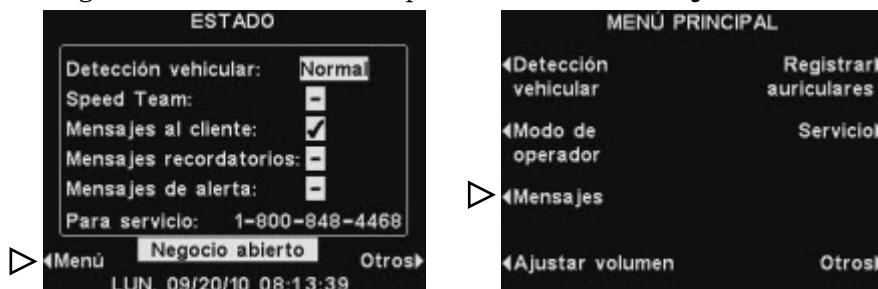 ESTADO
Detección vehicular: Normal
Speed Team: -
Mensajes al cliente: ✓
Mensajes recordatorios: -
Mensajes de alerta: -
Para servicio: 1-800-848-4468
Negocio abierto
Menú Otros
LUN 09/20/10 08:13:39
MENÚ PRINCIPAL
Detección vehicular
Registrar auriculares
Modo de operador
Servicio
Mensajes
Ajustar volumen
Otros